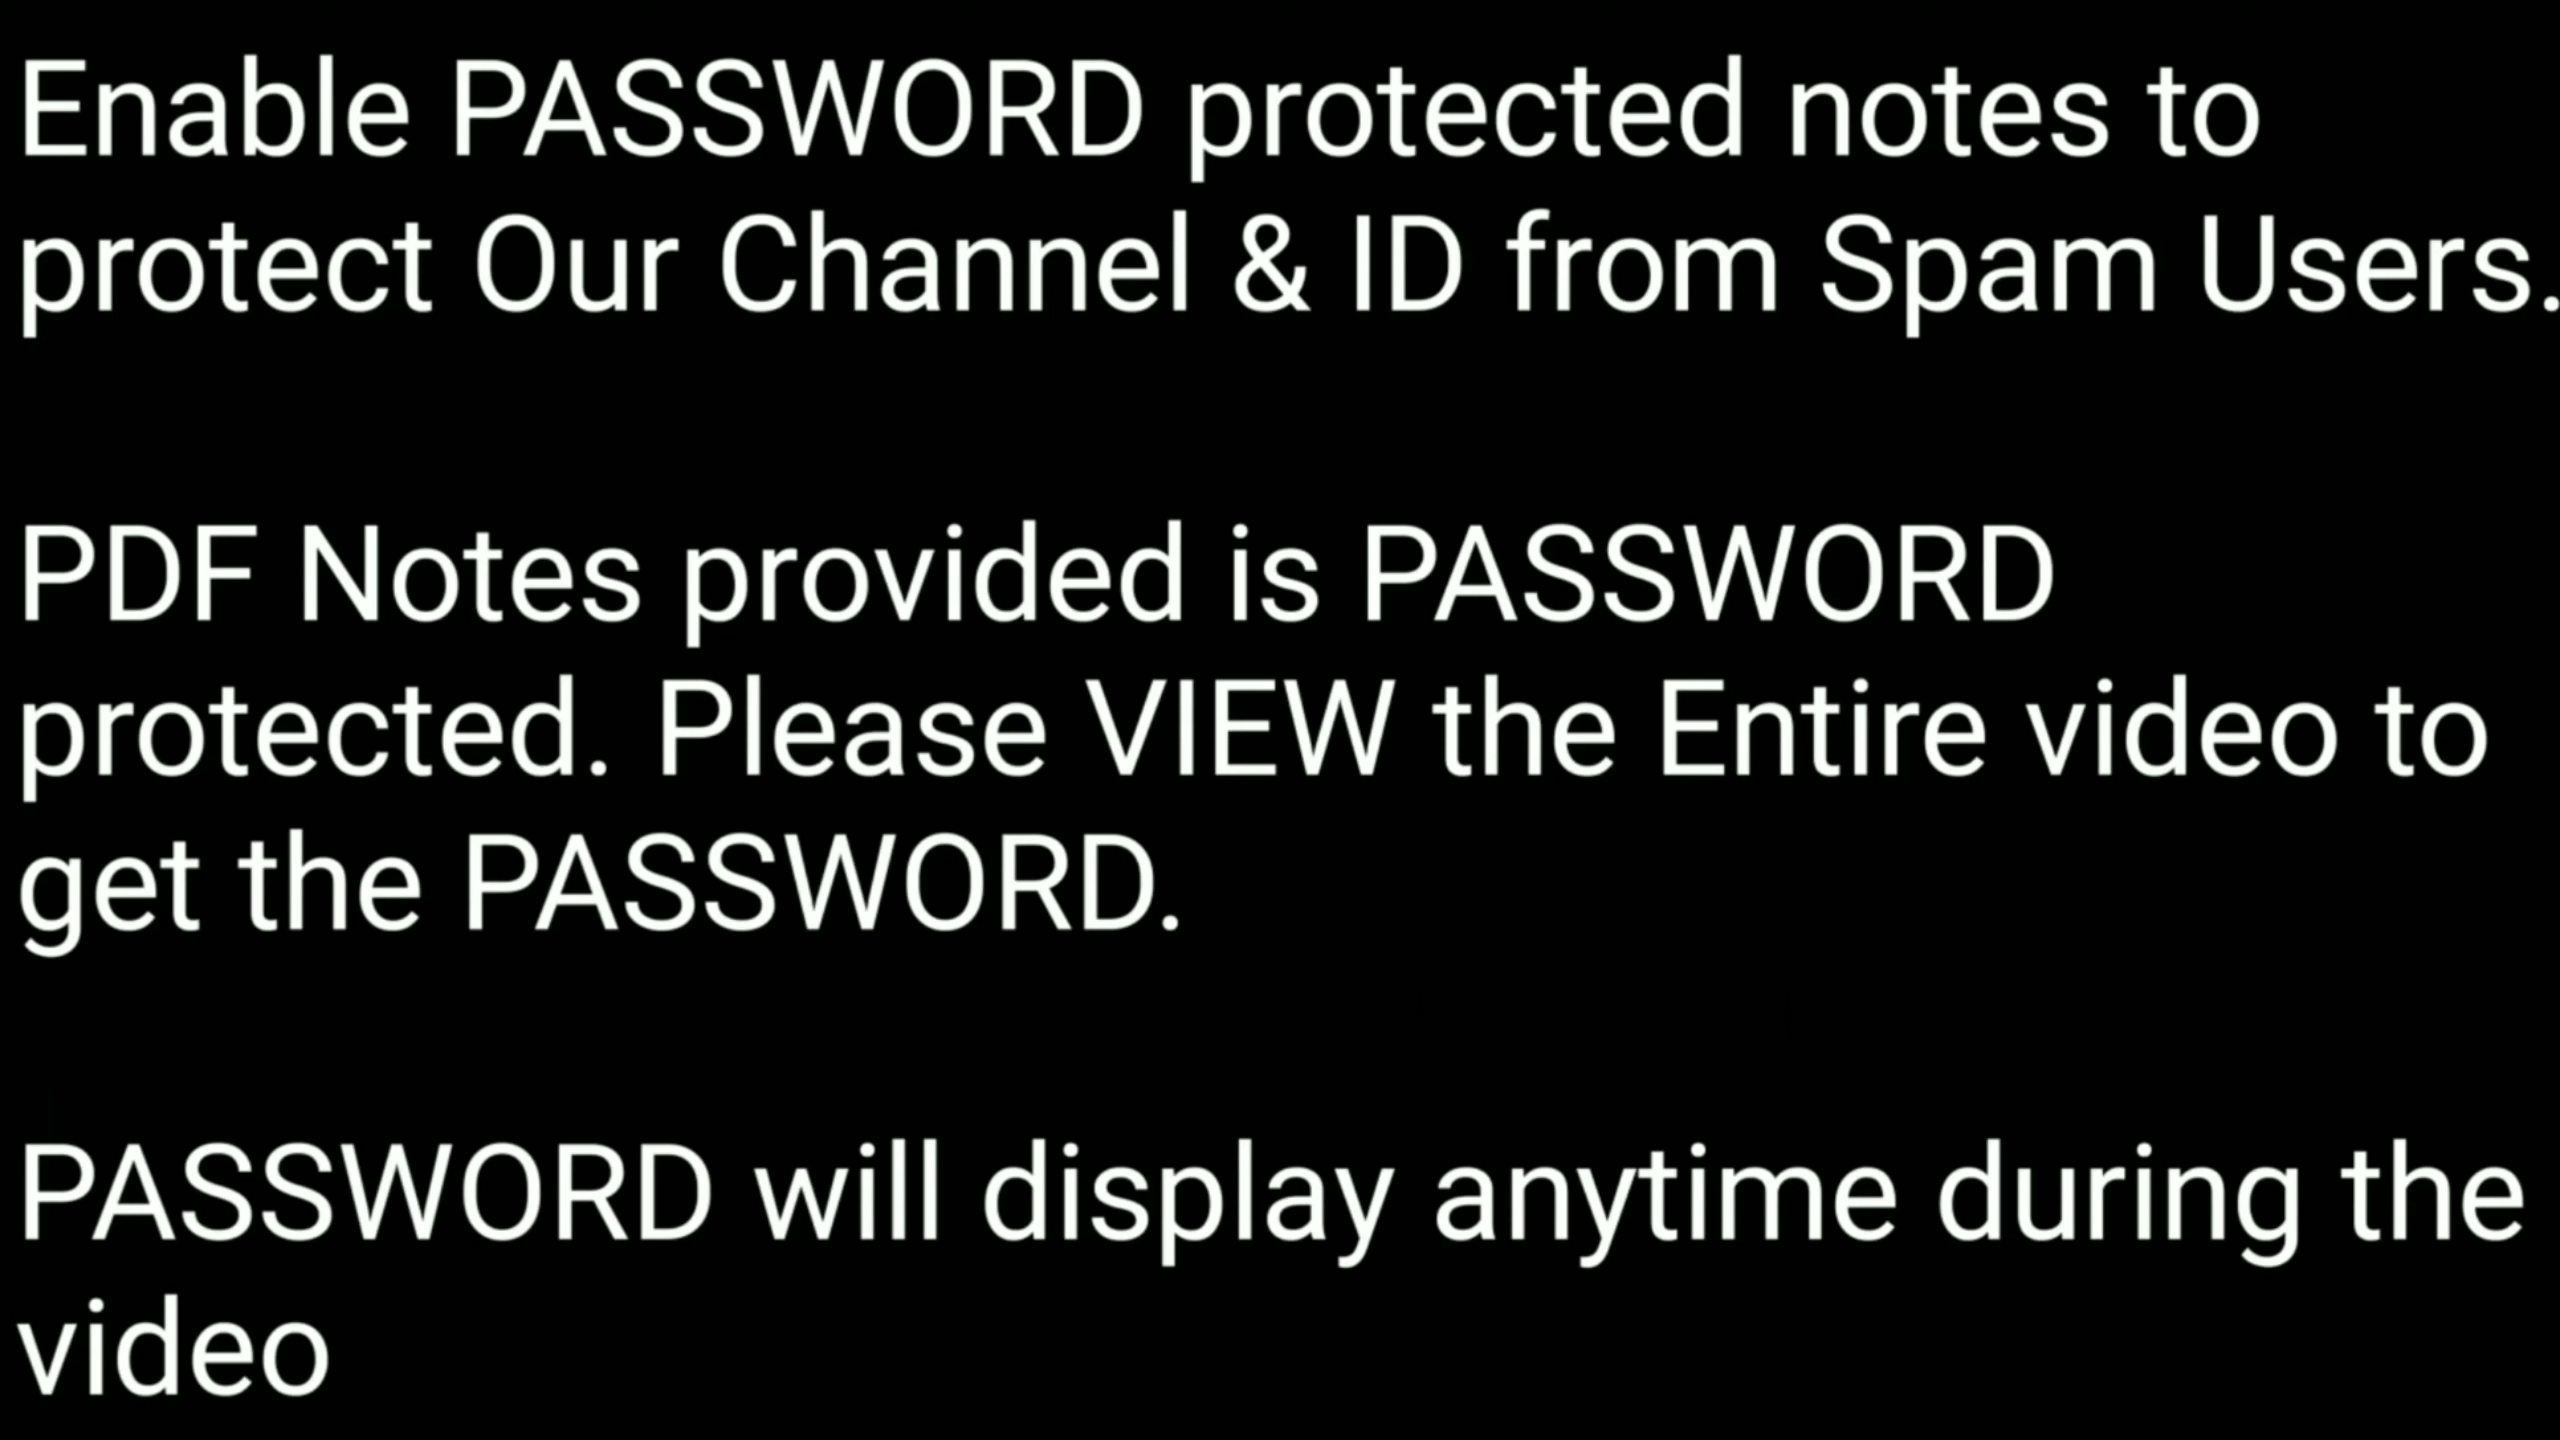 Enable PASSWORD protected notes to
protect Our Channel & ID from Spam Users.
PDF Notes provided is PASSWORD
protected. Please VIEW the Entire video to
get the PASSWORD.
PASSWORD will display anytime during the
video